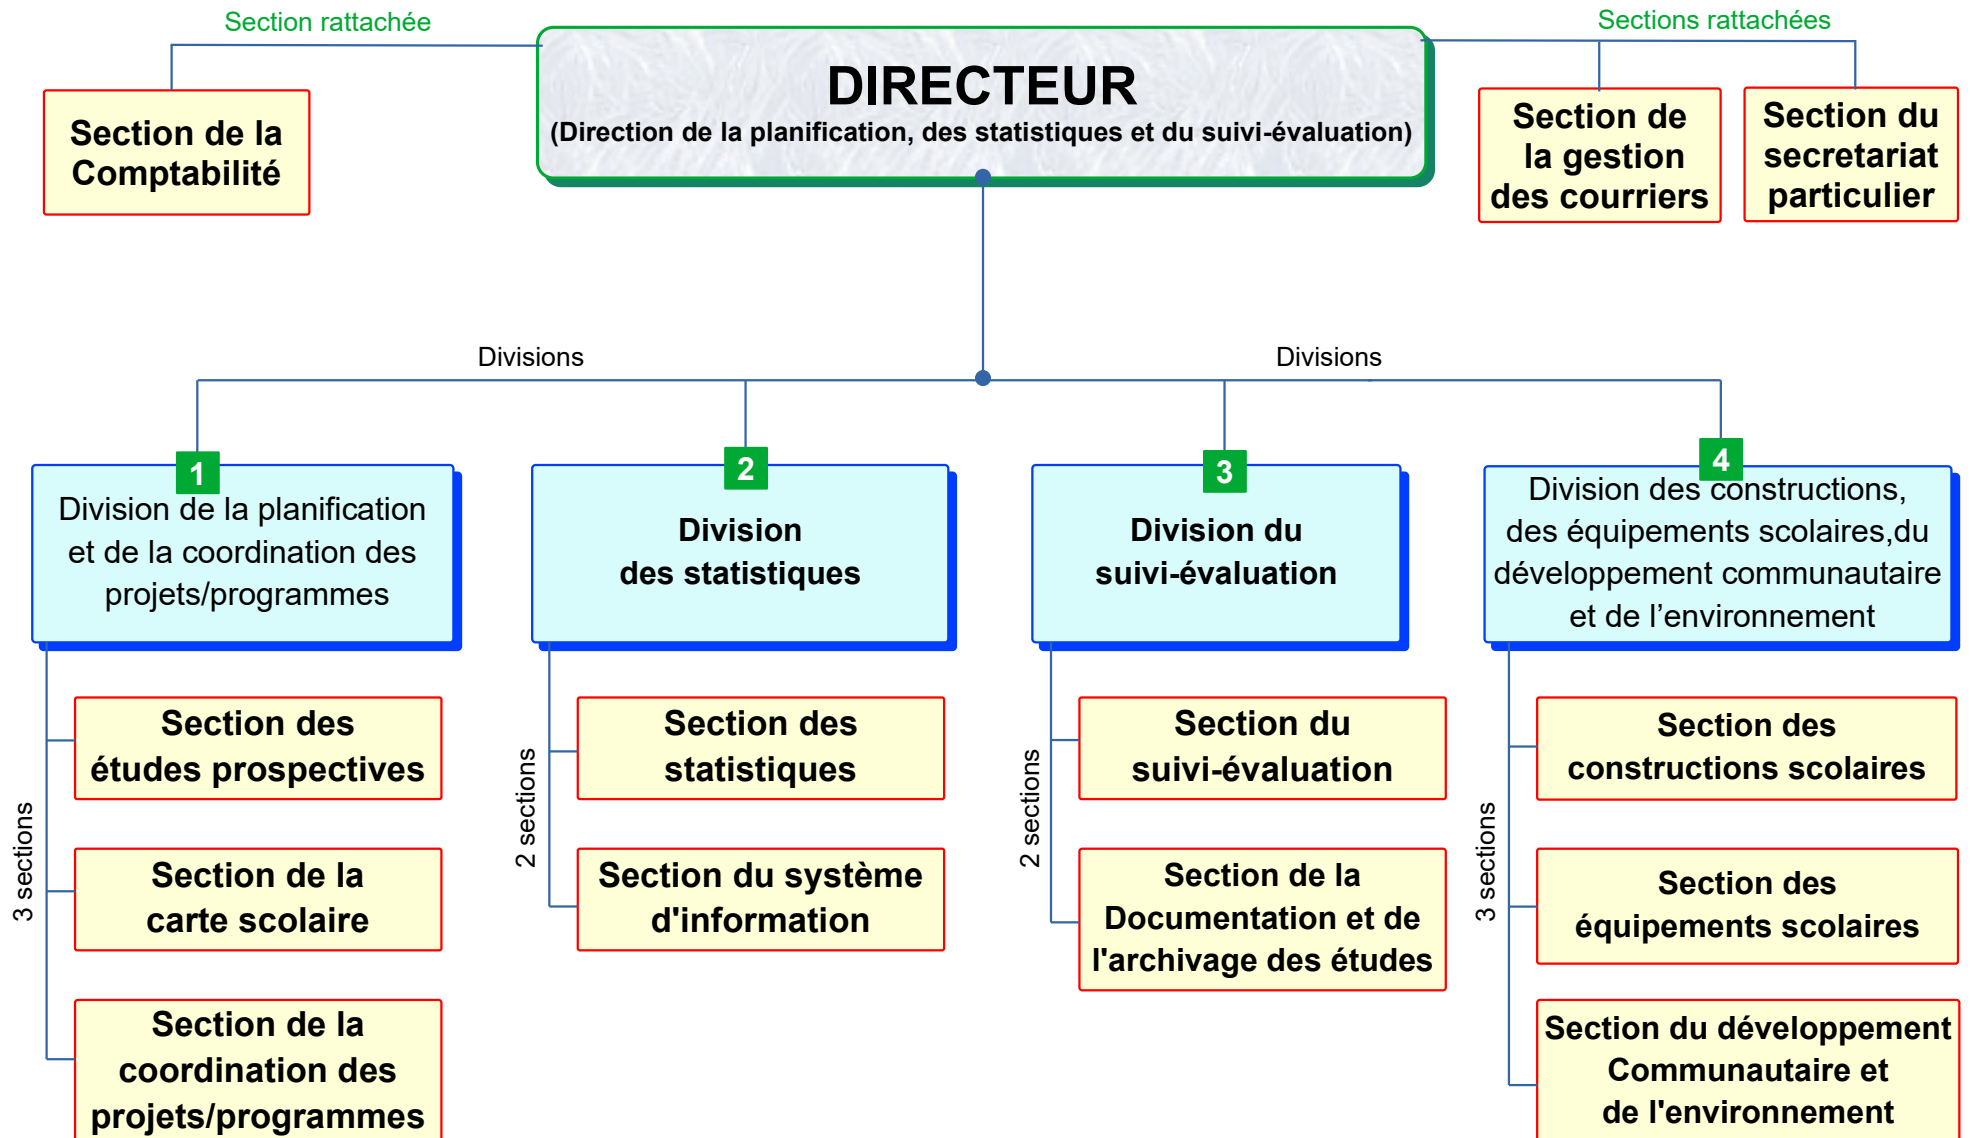 Section rattachée
Sections rattachées
DIRECTEUR
(Direction de la planification, des statistiques et du suivi-évaluation)
Section de la
Comptabilité
Section de
la gestion
des courriers
Section du
secretariat
particulier
Divisions
Divisions
1
Division de la planification
et de la coordination des
projets/programmes
2
Division
des statistiques
3
Division du
suivi-évaluation
4
Division des constructions,
des équipements scolaires,du
développement communautaire
et de l’environnement
3 sections
Section des
études prospectives
Section de la
carte scolaire
Section de la
coordination des
projets/programmes
2 sections
Section des
statistiques
Section du système
d'information
2 sections
Section du
suivi-évaluation
Section de la
Documentation et de
l'archivage des études
3 sections
Section des
constructions scolaires
Section des
équipements scolaires
Section du développement
Communautaire et
de l'environnement